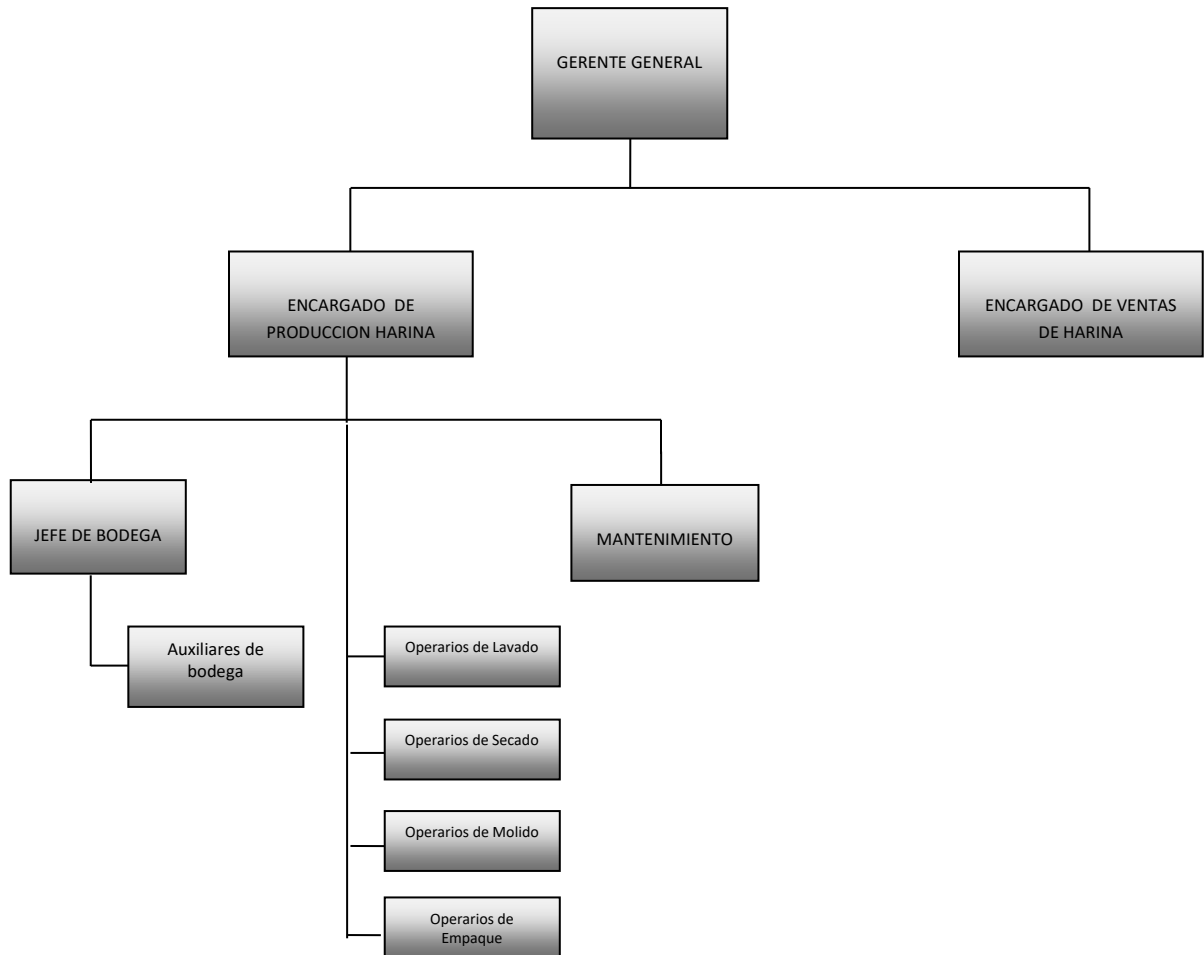 GERENTE GENERAL
ENCARGADO DE
PRODUCCION HARINA
ENCARGADO DE VENTAS
DE HARINA
JEFE DE BODEGA
MANTENIMIENTO
Auxiliares de
bodega
Operarios de Lavado
Operarios de Secado
Operarios de Molido
Operarios de
Empaque